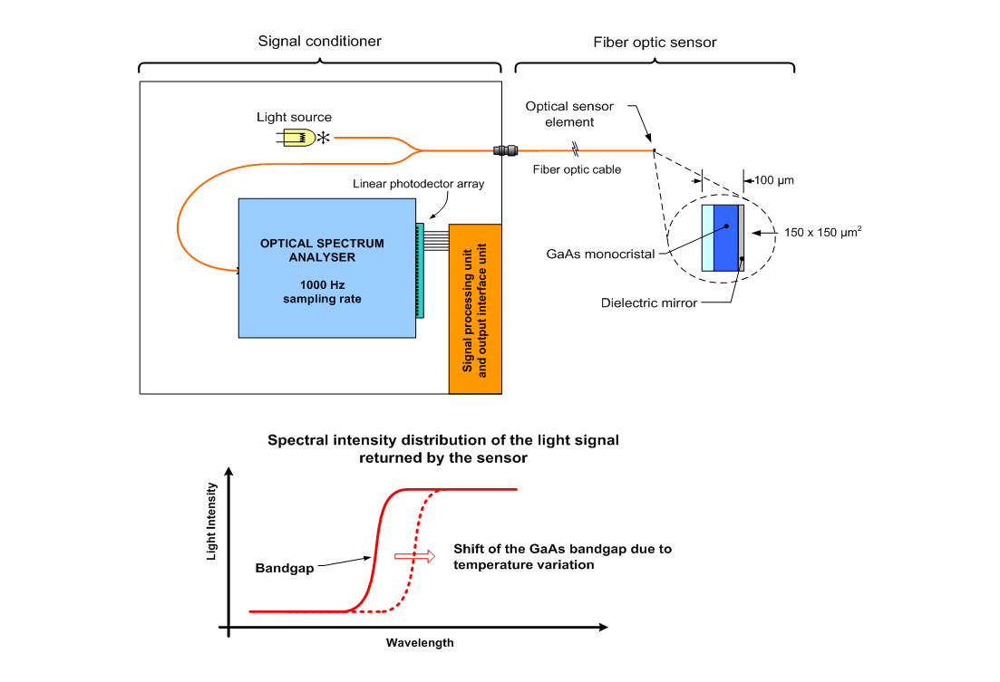 Signal conditioner
Fiber optic sensor
Light source
Optical sensor
element
Fiber optic cable
Linear photodector array
100 µm
OPTICAL SPECTRUM
ANALYSER
1000 Hz
sampling rate
Signal processing unit
and output interface unit
150 x 150 µm²
GaAs monocristal
Dielectric mirror
Spectral intensity distribution of the light signal
returned by the sensor
Light Intensity
Bandgap
Shift of the GaAs bandgap due to
temperature variation
Wavelength